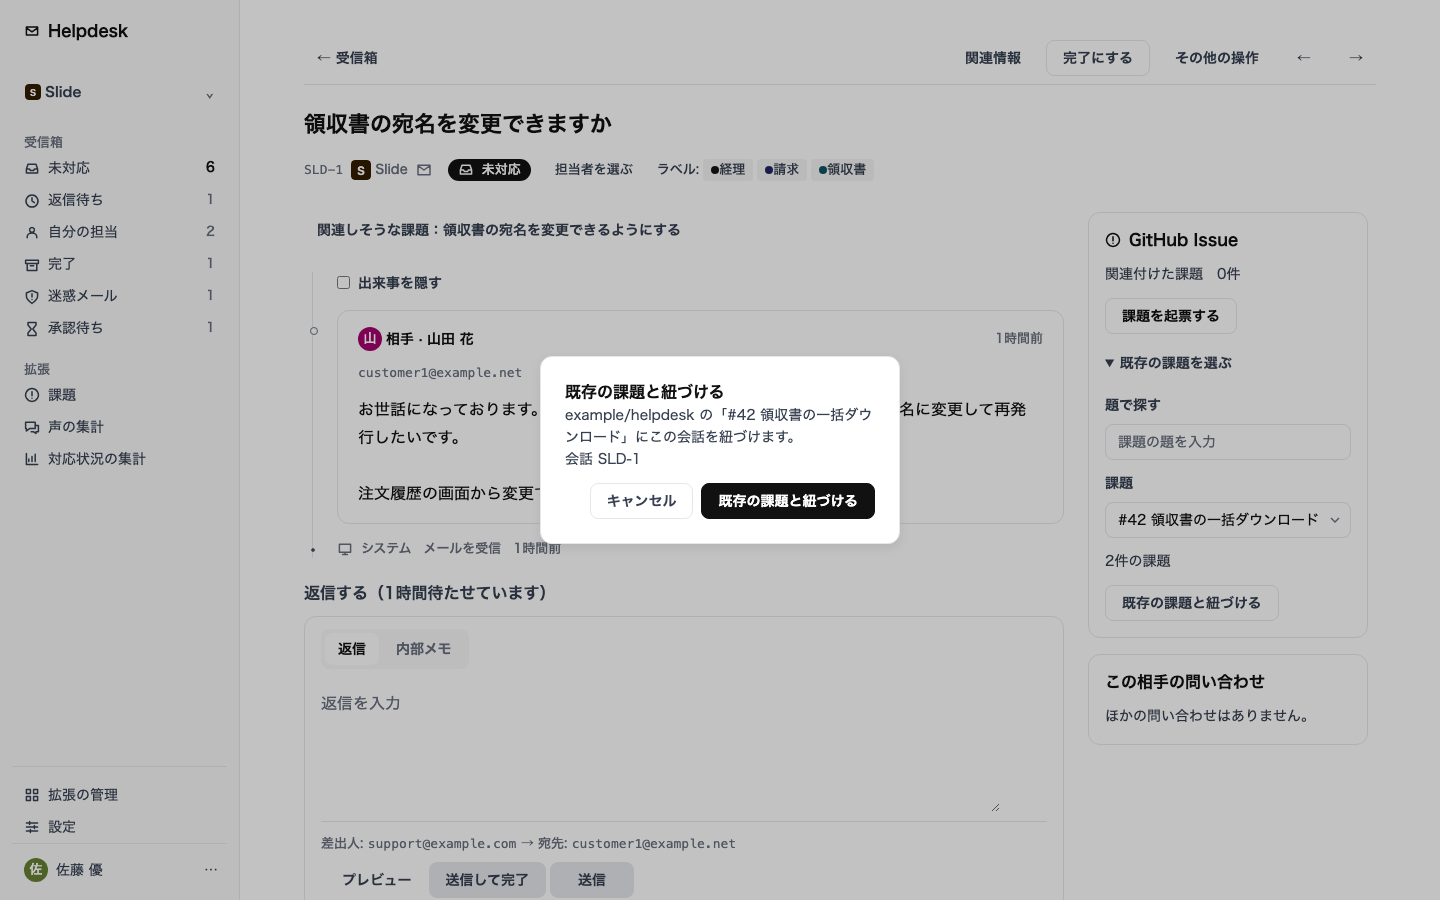 Helpdesk
S Slide
受信箱
未対応 6
返信待ち 1
自分の担当 2
完了 1
迷惑メール 1
承認待ち 1
拡張
課題
声の集計
対応状況の集計
拡張の管理
設定
佐 佐藤 優 …
← 受信箱
関連情報 完了にする その他の操作 ← →
領収書の宛名を変更できますか
SLD-1 S Slide 未対応 担当者を選ぶ ラベル: 経理 請求 領収書
関連しそうな課題：領収書の宛名を変更できるようにする
出来事を隠す
山 相手 · 山田 花 1時間前
customer1@example.net
お世話になっております。 名に変更して再発
行したいです。
注文履歴の画面から変更
システム メールを受信 1時間前
返信する（1時間待たせています）
返信 内部メモ
返信を入力
差出人: support@example.com → 宛先: customer1@example.net
プレビュー 送信して完了 送信
既存の課題と紐づける
example/helpdesk の「#42 領収書の一括ダウ
ンロード」にこの会話を紐づけます。
会話 SLD-1
キャンセル 既存の課題と紐づける
GitHub Issue
関連付けた課題 0件
課題を起票する
▼ 既存の課題を選ぶ
題で探す
課題の題を入力
課題
#42 領収書の一括ダウンロード
2件の課題
既存の課題と紐づける
この相手の問い合わせ
ほかの問い合わせはありません。